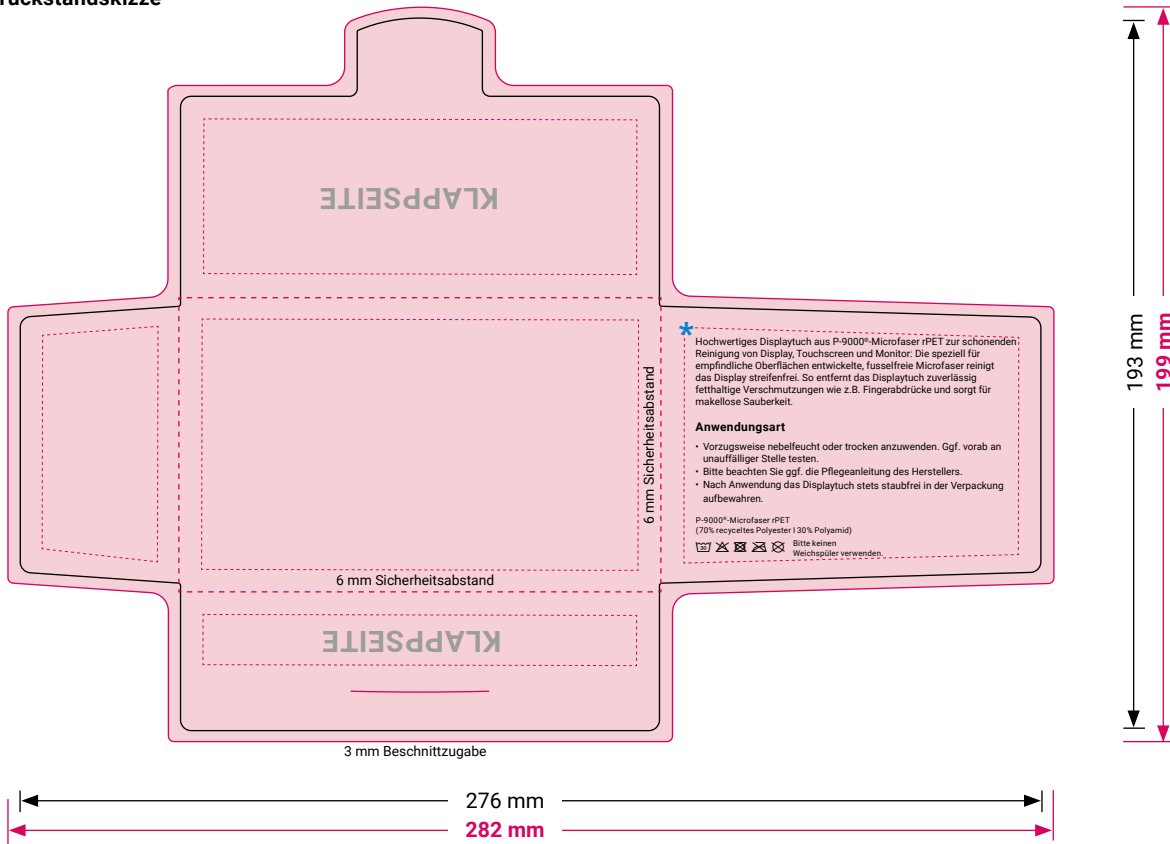 ruckstandskizze
KLAPPSEITE
*
Hochwertiges Displaytuch aus P-9000®-Microfaser rPET zur schonenden
Reinigung von Display, Touchscreen und Monitor: Die speziell für
empfindliche Oberflächen entwickelte, fusselfreie Microfaser reinigt
das Display streifenfrei. So entfernt das Displaytuch zuverlässig
fetthaltige Verschmutzungen wie z.B. Fingerabdrücke und sorgt für
makellose Sauberkeit.
Anwendungsart
• Vorzugsweise nebelfeucht oder trocken anzuwenden. Ggf. vorab an
unauffälliger Stelle testen.
• Bitte beachten Sie ggf. die Pflegeanleitung des Herstellers.
• Nach Anwendung das Displaytuch stets staubfrei in der Verpackung
aufbewahren.
P-9000®-Microfaser rPET
(70% recyceltes Polyester I 30% Polyamid)
30
Bitte keinen
Weichspüler verwenden.
6 mm Sicherheitsabstand
6 mm Sicherheitsabstand
KLAPPSEITE
3 mm Beschnittzugabe
276 mm
282 mm
193 mm
199 mm